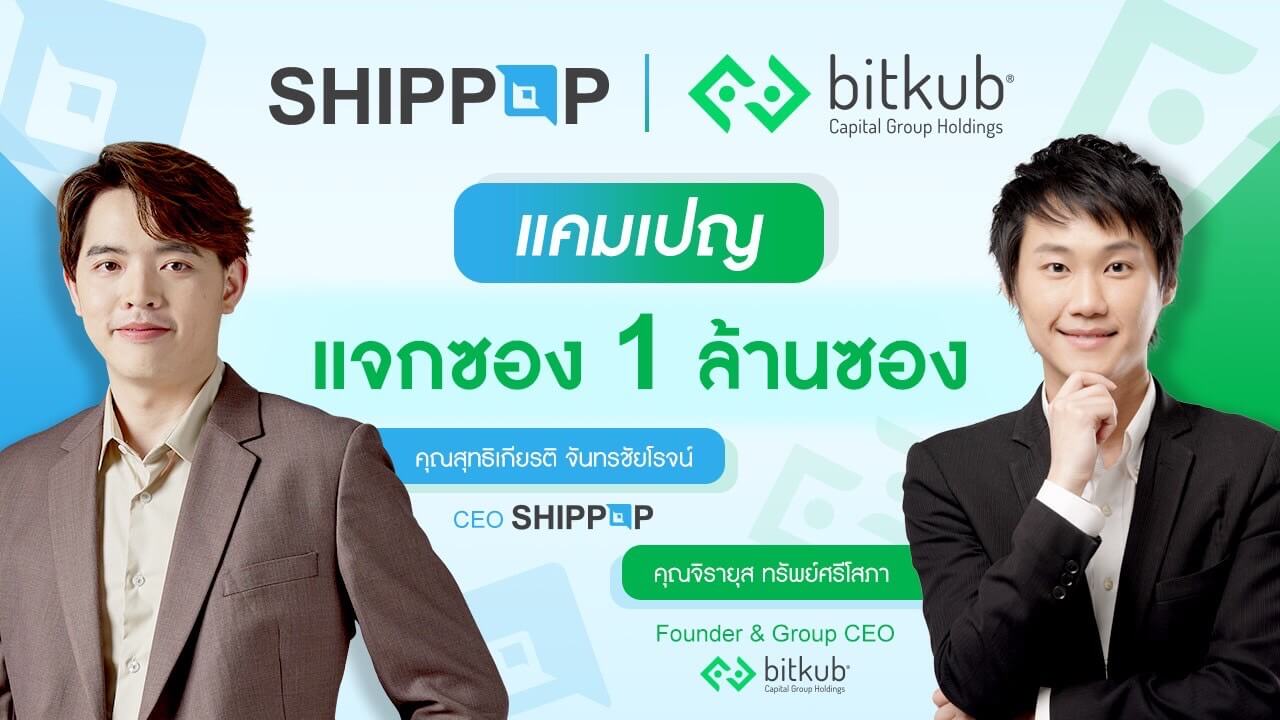 SHIPPOP
bitkub®
Capital Group Holdings
แคมเปญ
แจกซอง 1 ล้านซอง
คุณสุทธิเกียรติ จันทรชัยโรจน์
CEO SHIPPOP
คุณจิรายุส ทรัพย์ศรีโสภา
Founder & Group CEO
bitkub®
Capital Group Holdings